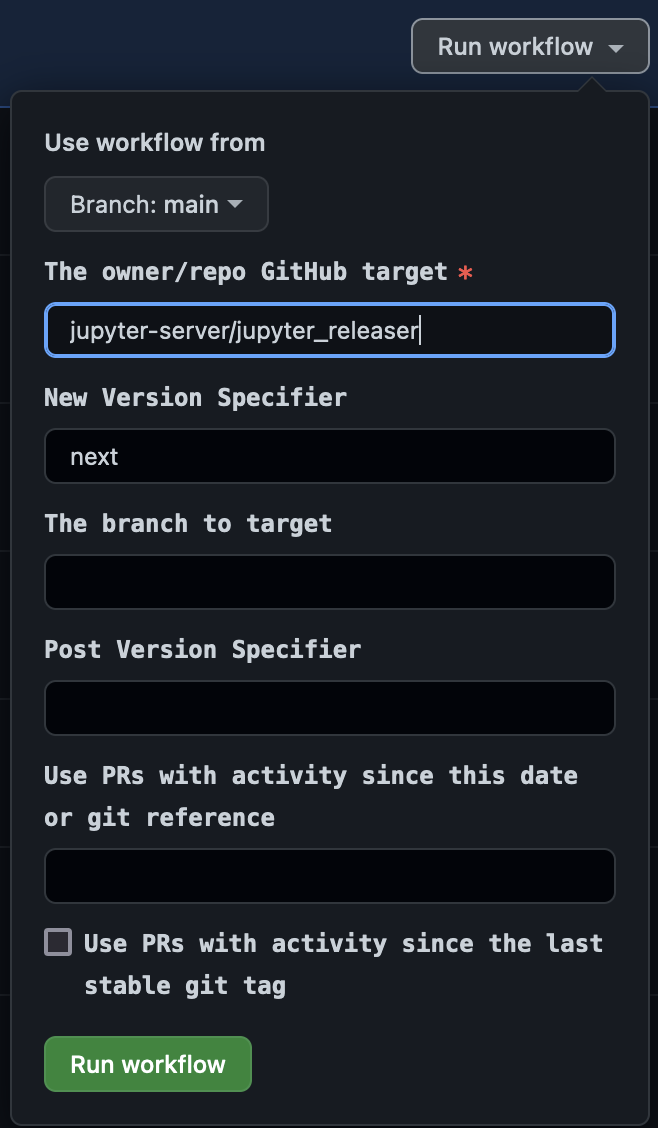 Run workflow
Use workflow from
Branch: main
The owner/repo GitHub target *
jupyter-server/jupyter_releaser
New Version Specifier
next
The branch to target
Post Version Specifier
Use PRs with activity since this date
or git reference
Use PRs with activity since the last
stable git tag
Run workflow